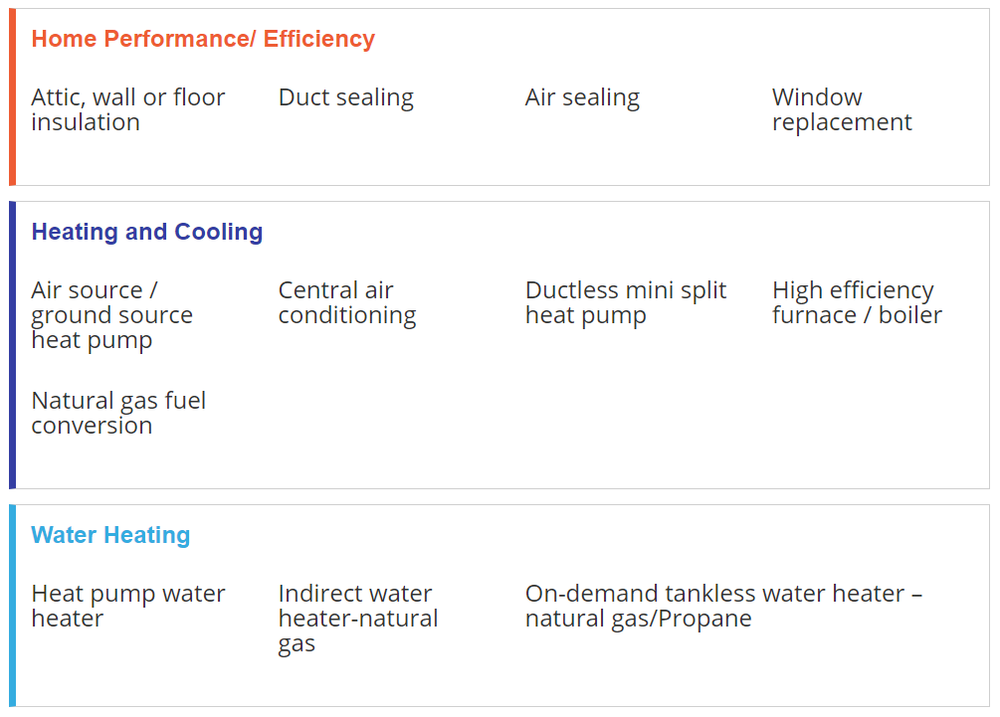 Home Performance/ Efficiency
Attic, wall or floor
insulation
Duct sealing
Air sealing
Window
replacement
Heating and Cooling
Air source /
ground source
heat pump
Central air
conditioning
Ductless mini split
heat pump
High efficiency
furnace / boiler
Natural gas fuel
conversion
Water Heating
Heat pump water
heater
Indirect water
heater-natural
gas
On-demand tankless water heater –
natural gas/Propane